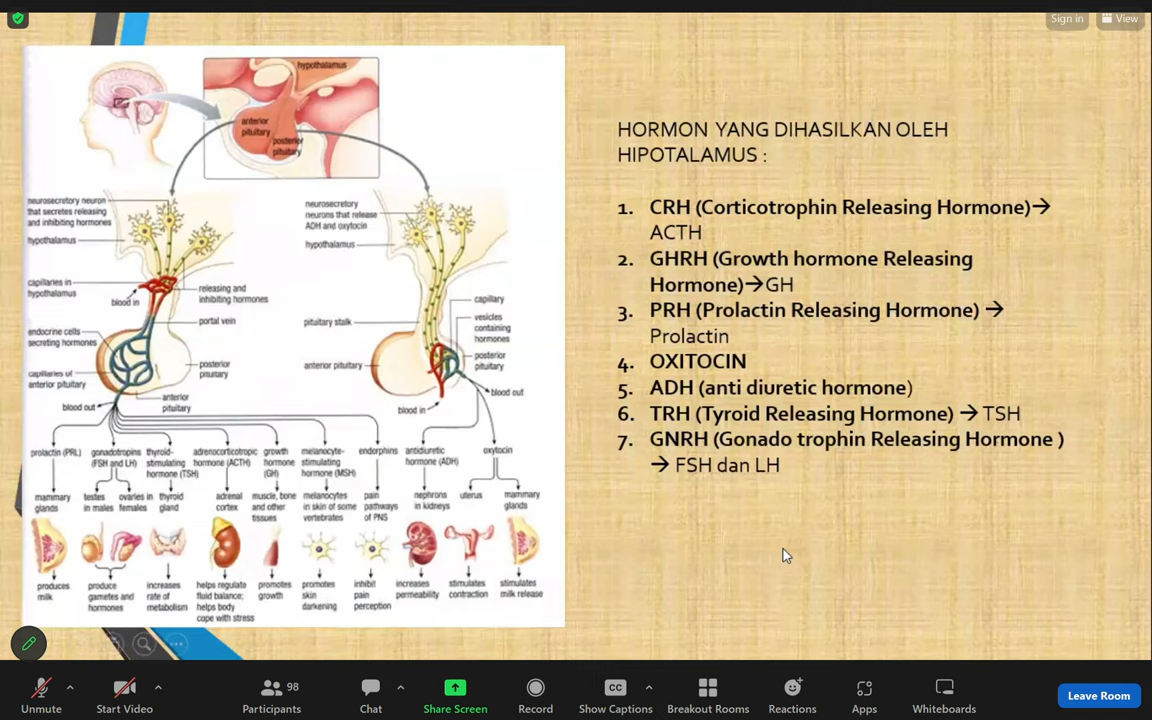 Sign in
View
hypothalamus
anterior
pituitary
posterior
pituitary
neurosecretory neuron
that secretes releasing
and inhibiting hormones
hypothalamus
capillaries in
hypothalamus
blood in
releasing and
inhibiting hormones
portal vein
endocrine cells
secreting hormones
capillaries of
anterior pituitary
posterior
pituitary
anterior
pituitary
blood out
neurosecretory
neurons that release
ADH and oxytocin
hypothalamus
capillary
vesicles
containing
hormones
pituitary stalk
anterior pituitary
posterior
pituitary
blood out
blood in
prolactin (PRL)
gonadotropins
(FSH and LH)
thyroid-
stimulating
hormone (TSH)
adrenocorticotropic
hormone (ACTH)
growth
hormone
(GH)
melanocyte-
stimulating
hormone (MSH)
endorphins
antidiuretic
hormone (ADH)
oxytocin
mammary
glands
testes
in males
ovaries in
females
thyroid
gland
adrenal
cortex
muscle, bone
and other
tissues
melanocytes
in skin of some
vertebrates
pain
pathways
of PNS
nephrons
in kidneys
uterus
mammary
glands
produces
milk
produce
gametes and
hormones
increases
rate of
metabolism
helps regulate
fluid balance;
helps body
cope with stress
promotes
growth
promotes
skin
darkening
inhibit
pain
perception
increases
permeability
stimulates
contraction
stimulates
milk release
HORMON YANG DIHASILKAN OLEH
HIPOTALAMUS :
1. CRH (Corticotrophin Releasing Hormone)→
ACTH
2. GHRH (Growth hormone Releasing
Hormone)→GH
3. PRH (Prolactin Releasing Hormone) →
Prolactin
4. OXITOCIN
5. ADH (anti diuretic hormone)
6. TRH (Tyroid Releasing Hormone) → TSH
7. GNRH (Gonado trophin Releasing Hormone )
→ FSH dan LH
Unmute
Start Video
98
Participants
Chat
Share Screen
Record
CC
Show Captions
Breakout Rooms
Reactions
Apps
Whiteboards
Leave Room